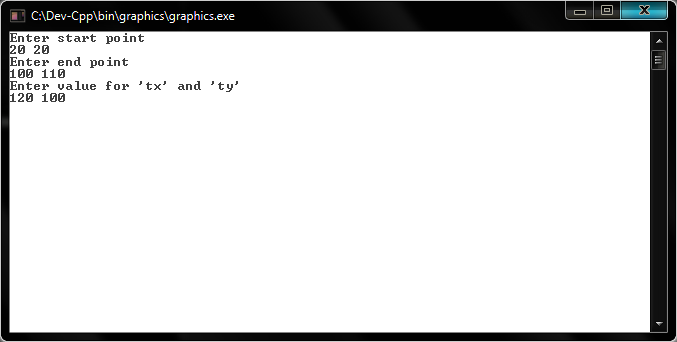 C:\Dev-Cpp\bin\graphics\graphics.exe
Enter start point
20 20
Enter end point
100 110
Enter value for 'tx' and 'ty'
120 100